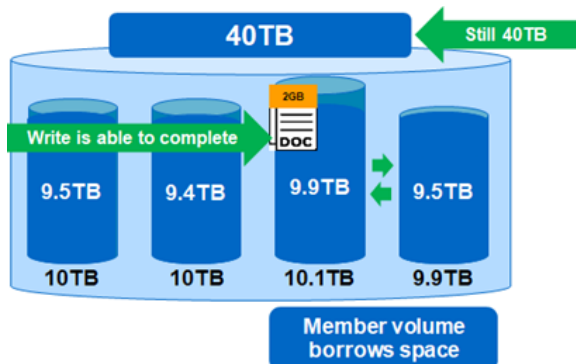 40TB
Still 40TB
2GB
DOC
Write is able to complete
9.5TB
9.4TB
9.9TB
9.5TB
10TB
10TB
10.1TB
9.9TB
Member volume
borrows space